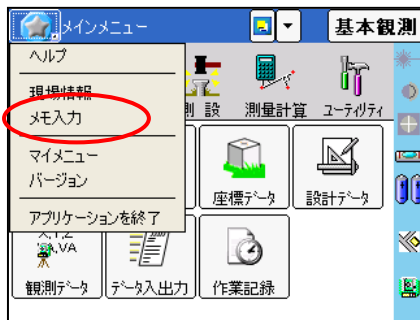 メインメニュー
基本観測
ヘルプ
現場情報
メモ入力
マイメニュー
バージョン
アプリケーションを終了
測 設
測量計算
ユーティリティ
座標データ
設計データ
X,Y,Z
HA,VA
観測データ
データ入出力
作業記録